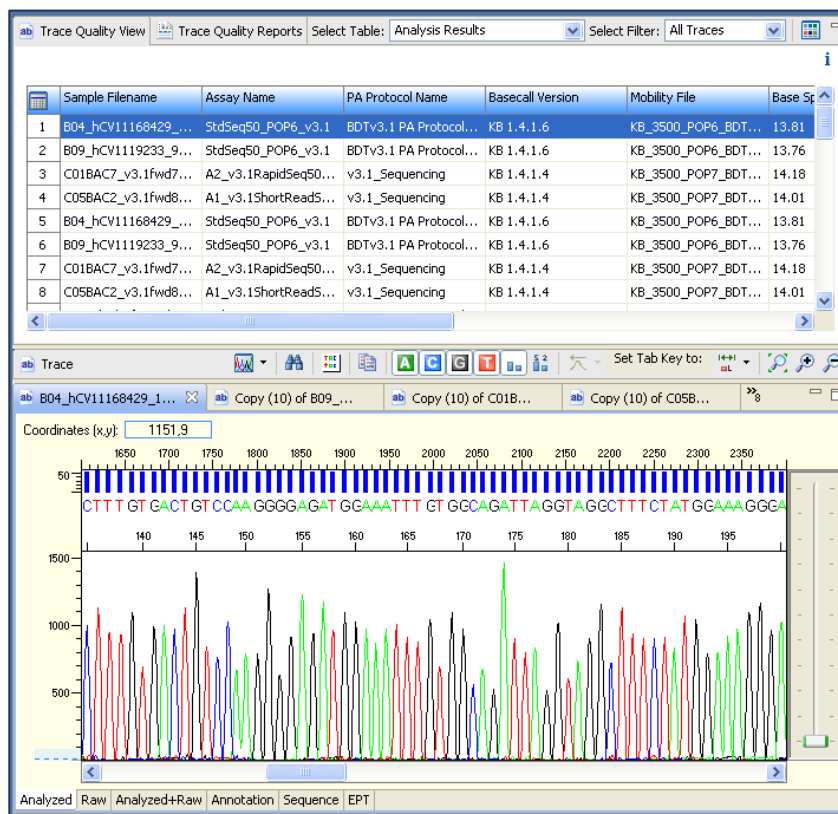 ab Trace Quality View Trace Quality Reports Select Table: Analysis Results Select Filter: All Traces
i
Sample Filename Assay Name PA Protocol Name Basecall Version Mobility File Base Sp
1 B04_hCV11168429_... StdSeq50_POP6_v3.1 BDTv3.1 PA Protocol... KB 1.4.1.6 KB_3500_POP6_BDT... 13.81
2 B09_hCV1119233_9... StdSeq50_POP6_v3.1 BDTv3.1 PA Protocol... KB 1.4.1.6 KB_3500_POP6_BDT... 13.76
3 C01BAC7_v3.1fwd7... A2_v3.1RapidSeq50... v3.1_Sequencing KB 1.4.1.4 KB_3500_POP7_BDT... 14.18
4 C05BAC2_v3.1fwd8... A1_v3.1ShortReadS... v3.1_Sequencing KB 1.4.1.4 KB_3500_POP7_BDT... 14.01
5 B04_hCV11168429_... StdSeq50_POP6_v3.1 BDTv3.1 PA Protocol... KB 1.4.1.6 KB_3500_POP6_BDT... 13.81
6 B09_hCV1119233_9... StdSeq50_POP6_v3.1 BDTv3.1 PA Protocol... KB 1.4.1.6 KB_3500_POP6_BDT... 13.76
7 C01BAC7_v3.1fwd7... A2_v3.1RapidSeq50... v3.1_Sequencing KB 1.4.1.4 KB_3500_POP7_BDT... 14.18
8 C05BAC2_v3.1fwd8... A1_v3.1ShortReadS... v3.1_Sequencing KB 1.4.1.4 KB_3500_POP7_BDT... 14.01
ab Trace A C G T Set Tab Key to:
ab B04_hCV11168429_1... ab Copy (10) of B09_... ab Copy (10) of C01B... ab Copy (10) of C05B... »8
Coordinates (x,y): 1151,9
1650 1700 1750 1800 1850 1900 1950 2000 2050 2100 2150 2200 2250 2300 2350
50
CTTTGTGACTGTCCAAGGGGAGATGGAAATTTGTGGCAGATTAGGTAGGCTTTCTATGGAAAGGGA
140 145 150 155 160 165 170 175 180 185 190 195
1500
1000
500
Analyzed Raw Analyzed+Raw Annotation Sequence EPT